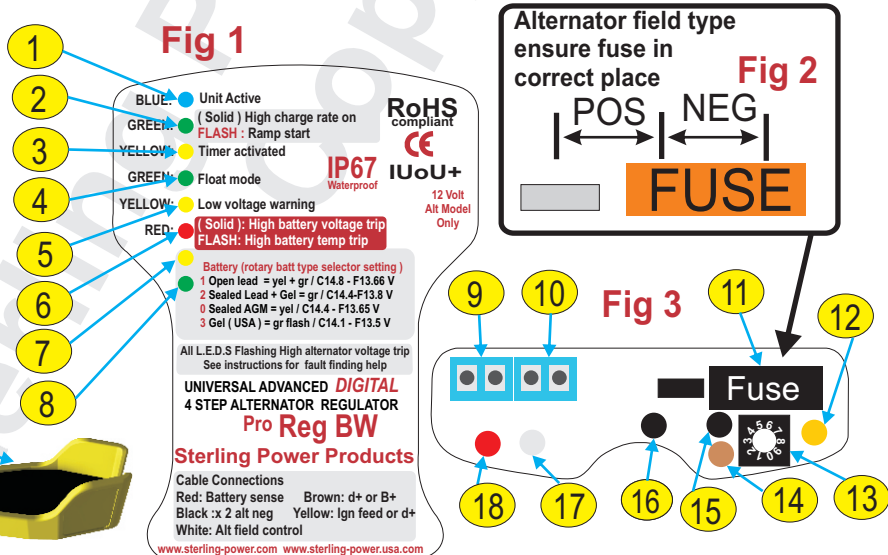 Fig 1
1
2
3
4
5
6
7
8
BLUE: Unit Active
GREEN: ( Solid ) High charge rate on
FLASH : Ramp start
YELLOW: Timer activated
GREEN: Float mode
YELLOW: Low voltage warning
RED: ( Solid ): High battery voltage trip
FLASH: High battery temp trip
RoHS
compliant
CE
IP67
Waterproof
IUoU+
12 Volt
Alt Model
Only
Battery (rotary batt type selector setting )
1 Open lead = yel + gr / C14.8 - F13.66 V
2 Sealed Lead + Gel = gr / C14.4-F13.8 V
0 Sealed AGM = yel / C14.4 - F13.65 V
3 Gel ( USA ) = gr flash / C14.1 - F13.5 V
All L.E.D.S Flashing High alternator voltage trip
See instructions for fault finding help
UNIVERSAL ADVANCED DIGITAL
4 STEP ALTERNATOR REGULATOR
Pro Reg BW
Sterling Power Products
Cable Connections
Red: Battery sense Brown: d+ or B+
Black :x 2 alt neg Yellow: Ign feed or d+
White: Alt field control
www.sterling-power.com www.sterling-power.usa.com
Alternator field type
ensure fuse in
correct place
Fig 2
POS NEG
FUSE
Fig 3
9
10
11
12
Fuse
18
17
16
15
14
13